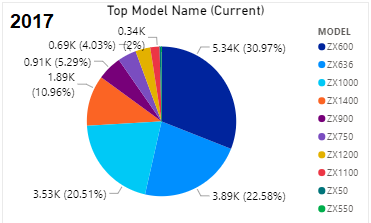 2017
Top Model Name (Current)
0.34K
(2%)
0.69K (4.03%)
0.91K (5.29%)
1.89K
(10.96%)
3.53K (20.51%)
5.34K (30.97%)
3.89K (22.58%)
MODEL
ZX600
ZX636
ZX1000
ZX1400
ZX900
ZX750
ZX1200
ZX1100
ZX50
ZX550